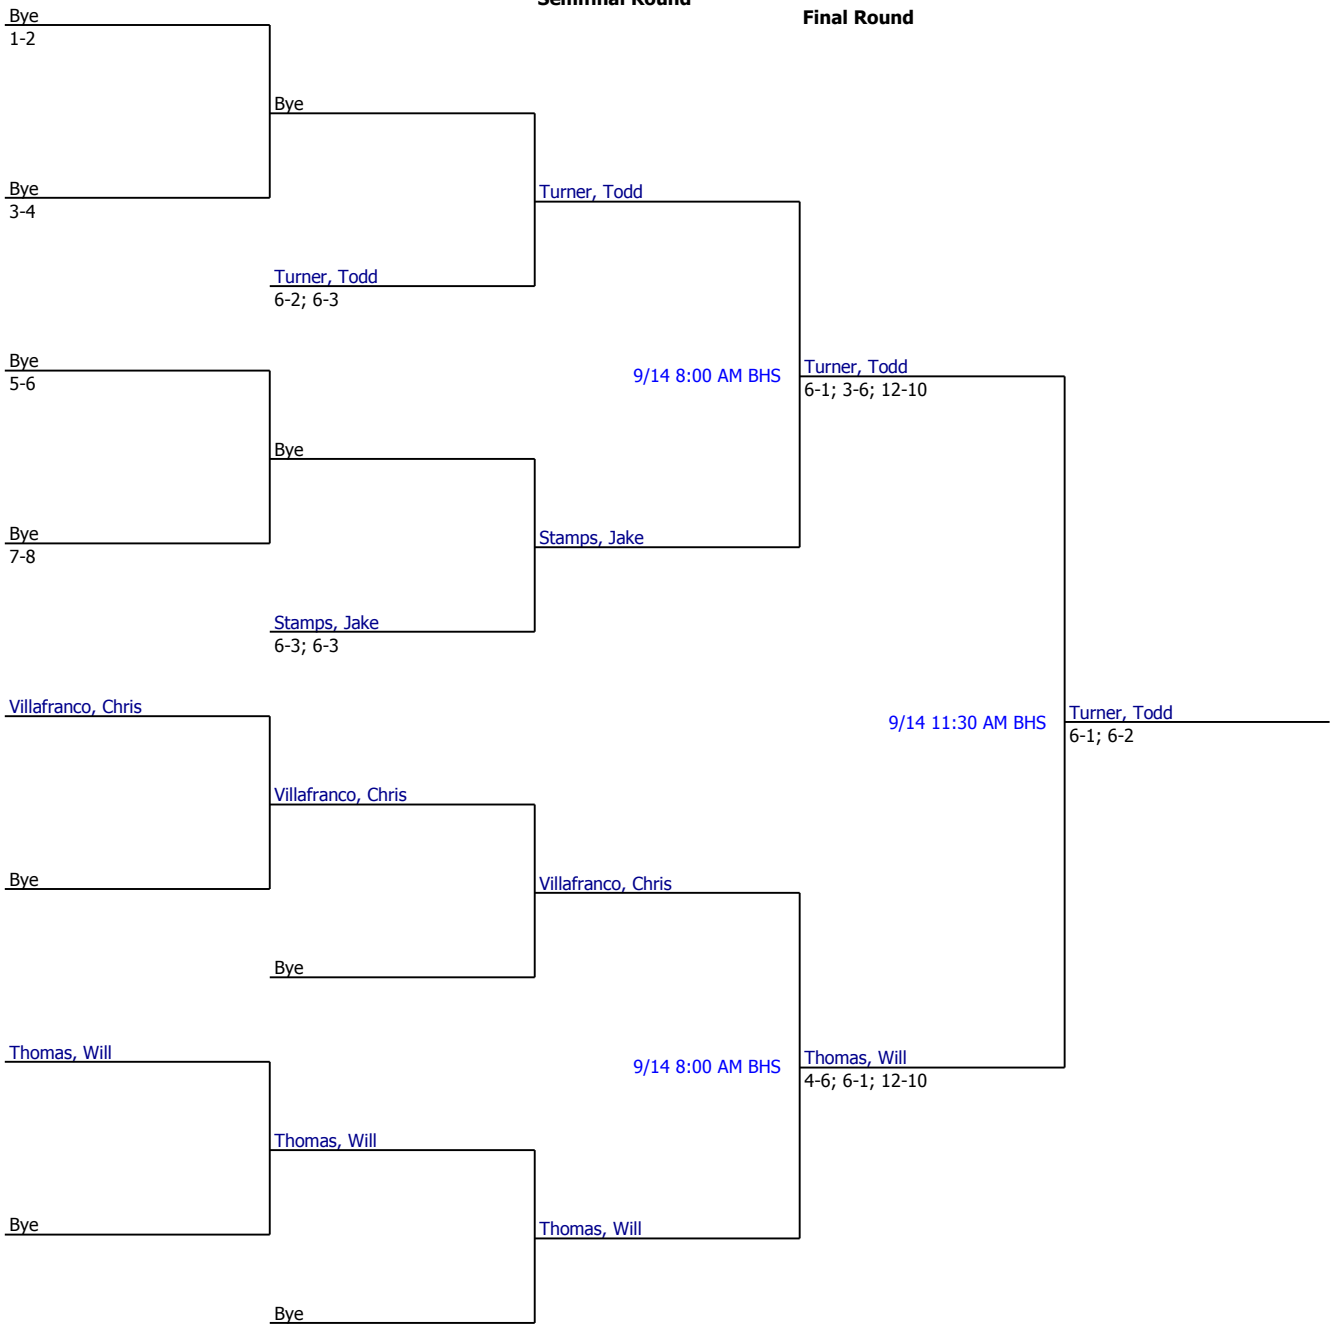 Semifinal Round
Final Round
Bye
1-2
Bye
Bye
3-4
Turner, Todd
Turner, Todd
6-2; 6-3
Bye
5-6
9/14 8:00 AM BHS
Turner, Todd
6-1; 3-6; 12-10
Bye
Bye
7-8
Stamps, Jake
Stamps, Jake
6-3; 6-3
Villafranco, Chris
9/14 11:30 AM BHS
Turner, Todd
6-1; 6-2
Villafranco, Chris
Bye
Villafranco, Chris
Bye
Thomas, Will
9/14 8:00 AM BHS
Thomas, Will
4-6; 6-1; 12-10
Thomas, Will
Bye
Thomas, Will
Bye